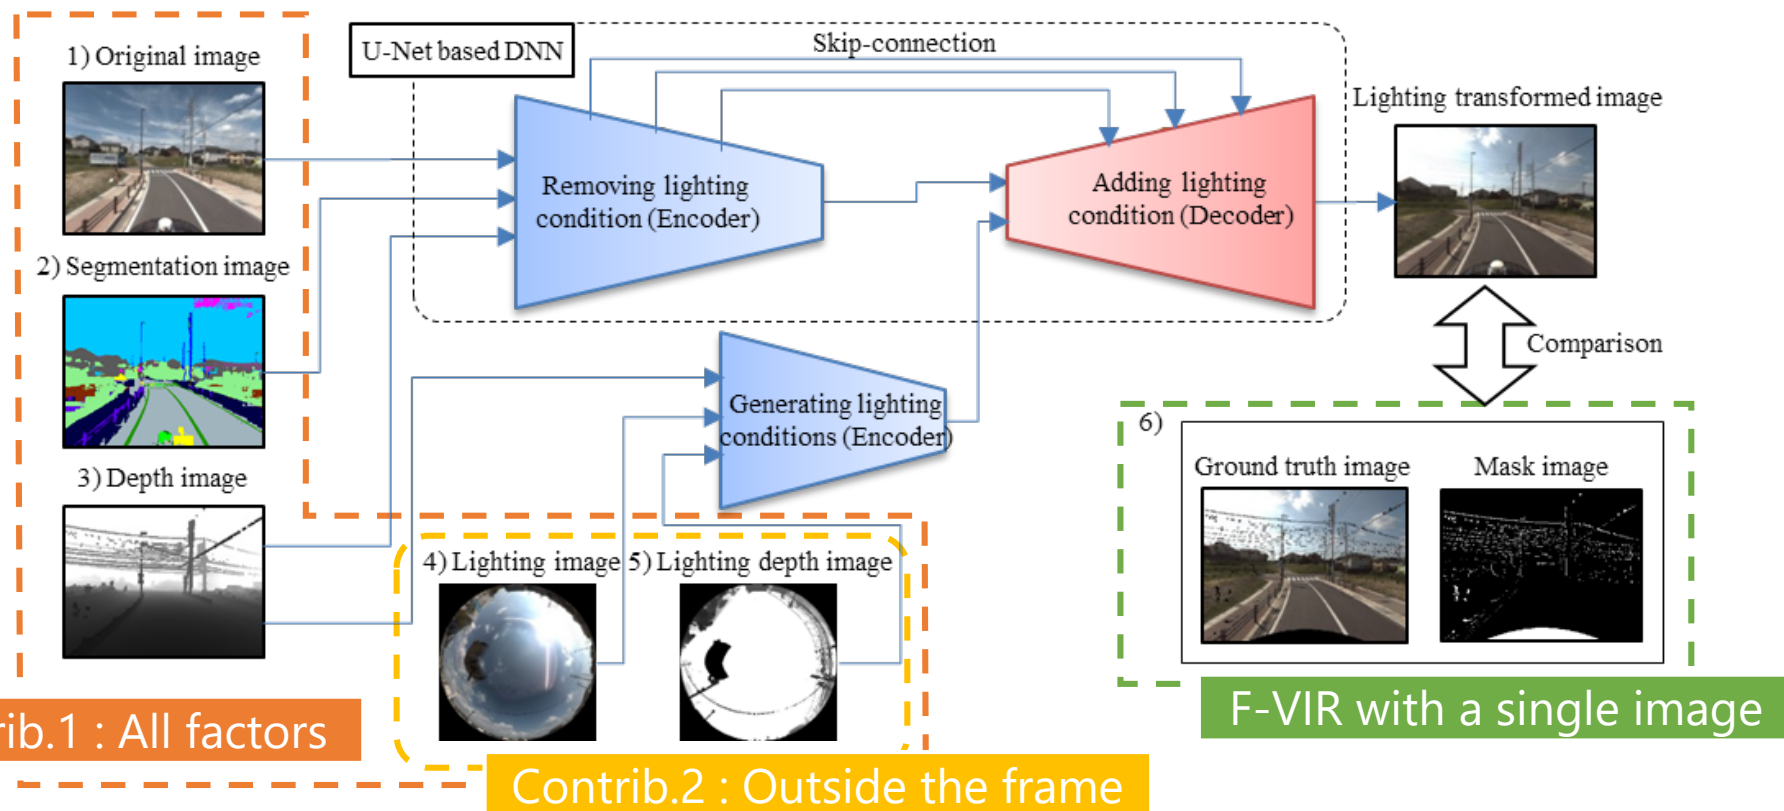 1) Original image
U-Net based DNN
Skip-connection
Lighting transformed image
Removing lighting
condition (Encoder)
Adding lighting
condition (Decoder)
2) Segmentation image
Comparison
Generating lighting
conditions (Encoder)
3) Depth image
6)
Ground truth image
Mask image
4) Lighting image
5) Lighting depth image
rib.1 : All factors
Contrib.2 : Outside the frame
F-VIR with a single image